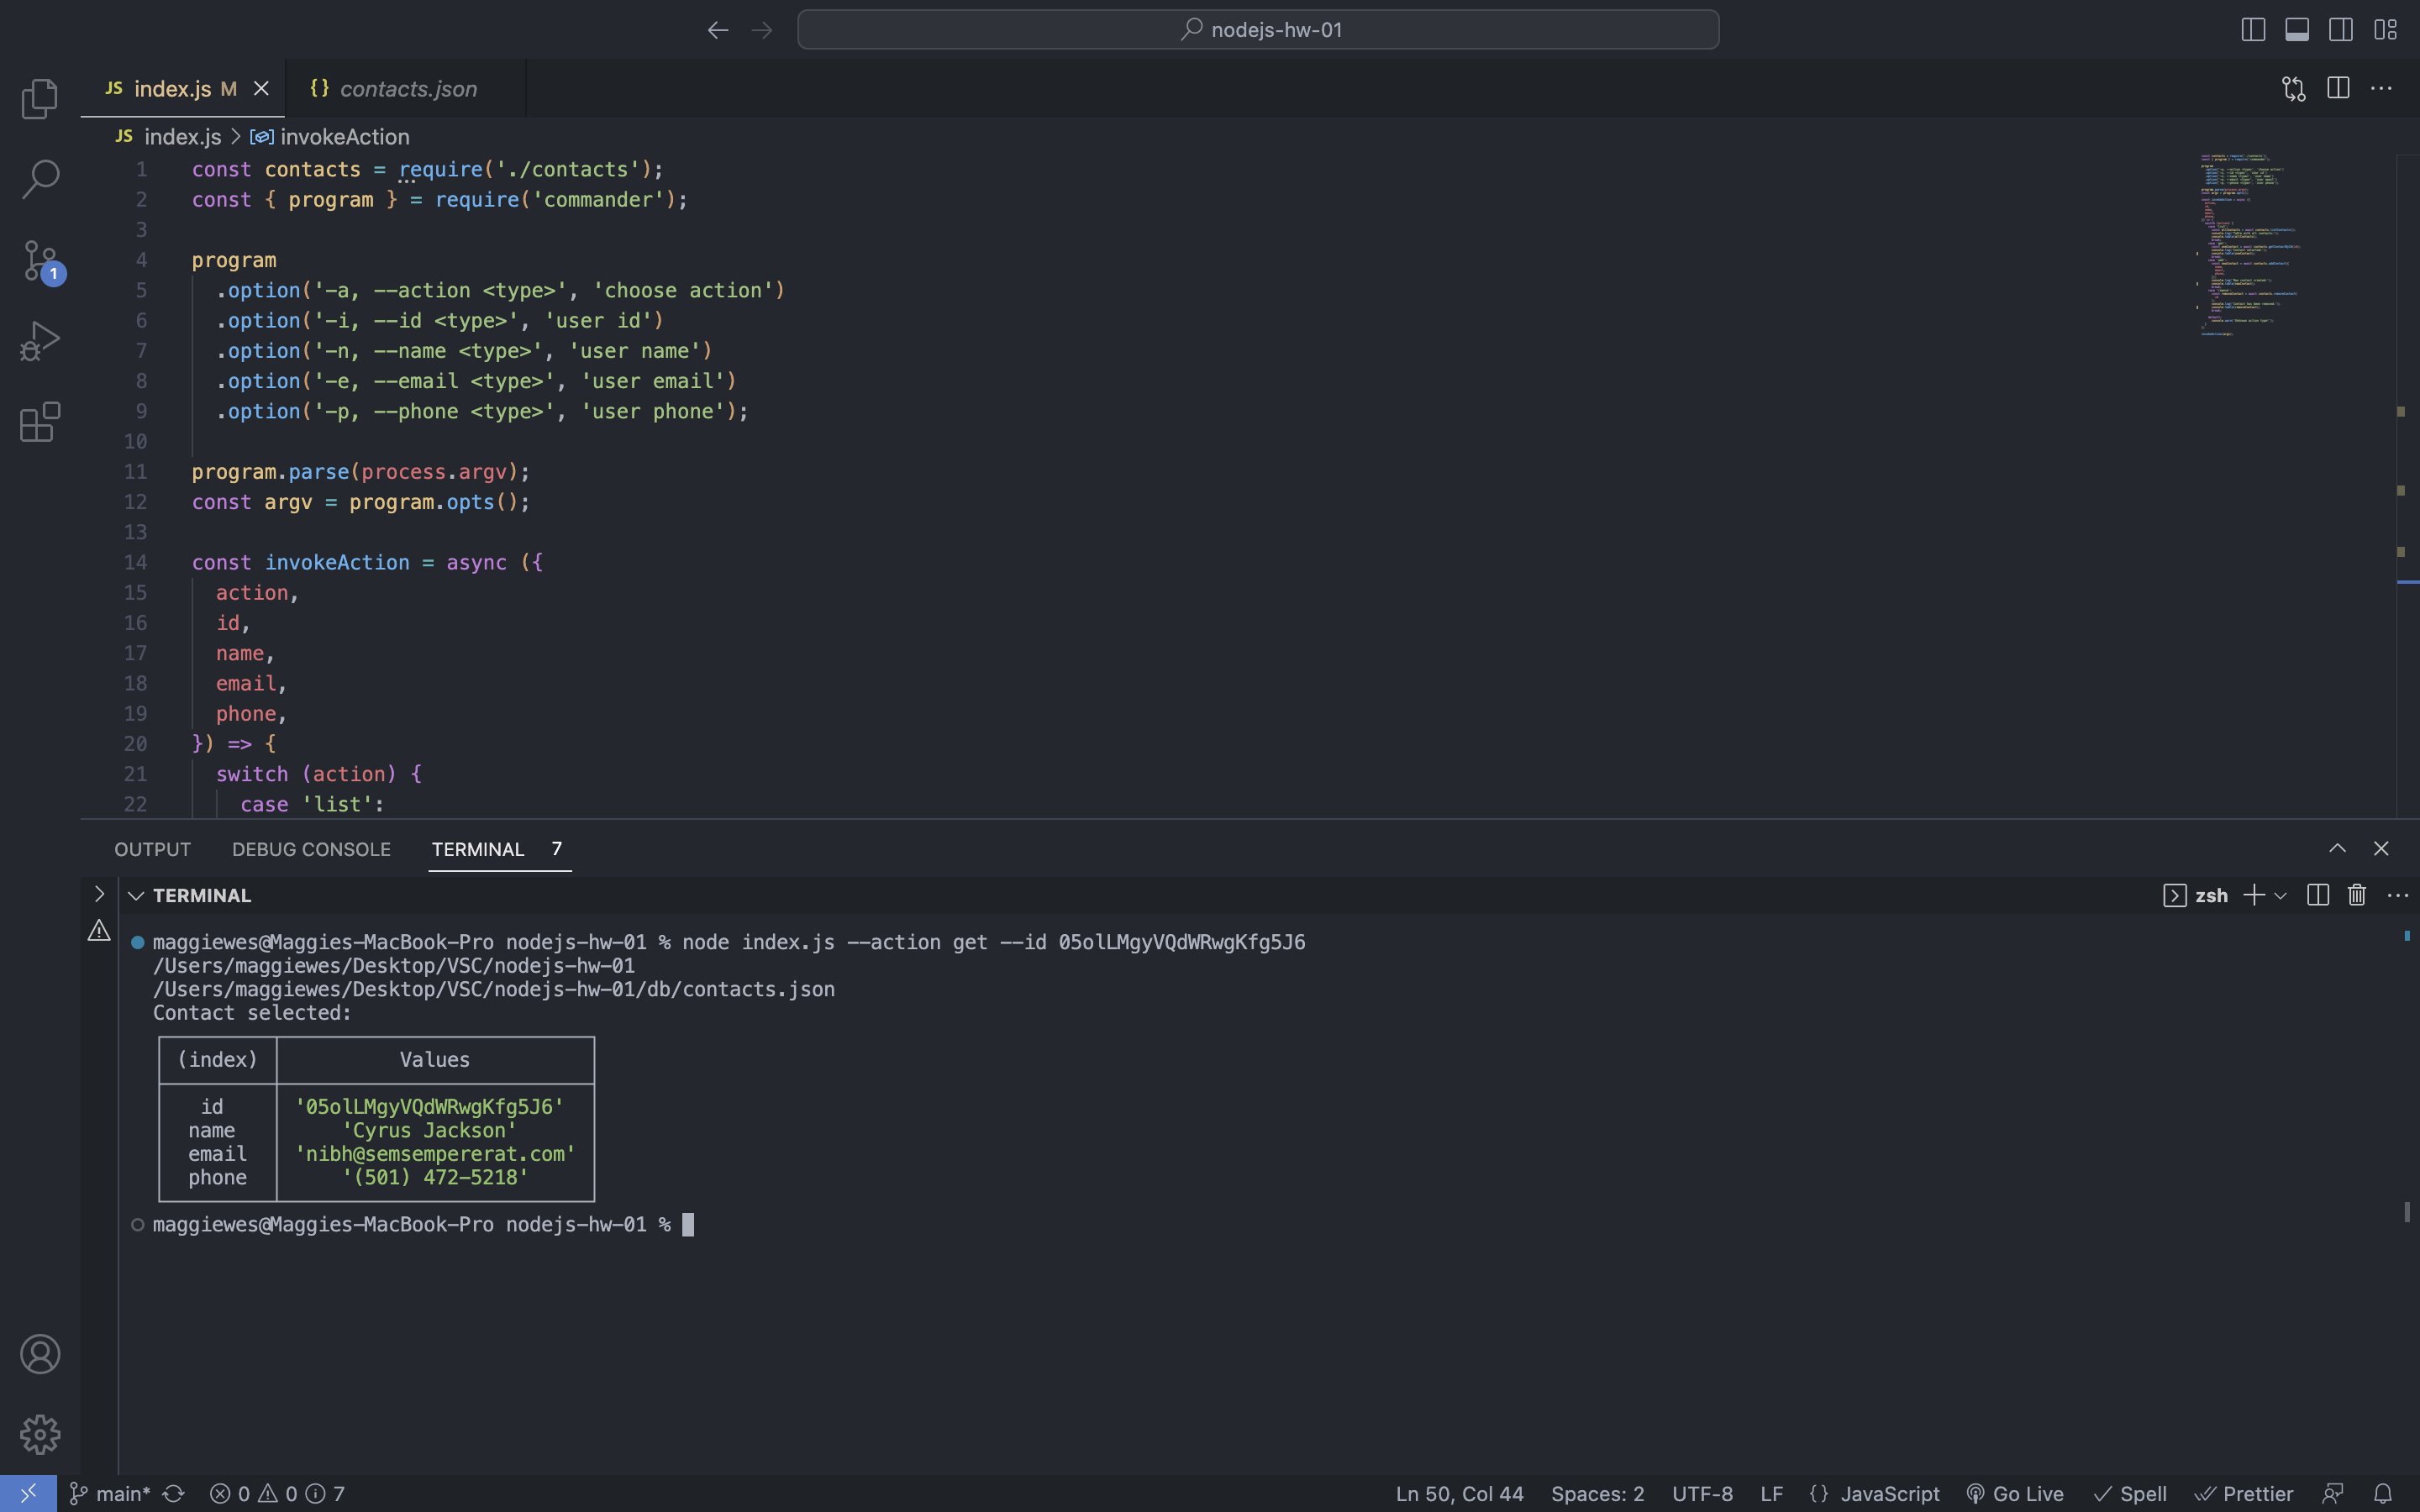 nodejs-hw-01
JS index.js M
{} contacts.json
JS index.js > invokeAction
1 const contacts = require('./contacts');
2 const { program } = require('commander');
3
4 program
5 .option('-a, --action <type>', 'choose action')
6 .option('-i, --id <type>', 'user id')
7 .option('-n, --name <type>', 'user name')
8 .option('-e, --email <type>', 'user email')
9 .option('-p, --phone <type>', 'user phone');
10
11 program.parse(process.argv);
12 const argv = program.opts();
13
14 const invokeAction = async ({
15 action,
16 id,
17 name,
18 email,
19 phone,
20 }) => {
21 switch (action) {
22 case 'list':
OUTPUT DEBUG CONSOLE TERMINAL 7
TERMINAL
zsh
1
maggiewes@Maggies-MacBook-Pro nodejs-hw-01 % node index.js --action get --id 05olLMgyVQdWRwgKfg5J6
/Users/maggiewes/Desktop/VSC/nodejs-hw-01
/Users/maggiewes/Desktop/VSC/nodejs-hw-01/db/contacts.json
Contact selected:
(index) Values
id '05olLMgyVQdWRwgKfg5J6'
name 'Cyrus Jackson'
email 'nibh@semsempererat.com'
phone '(501) 472-5218'
maggiewes@Maggies-MacBook-Pro nodejs-hw-01 %
main* 0 0 7 Ln 50, Col 44 Spaces: 2 UTF-8 LF {} JavaScript Go Live Spell Prettier